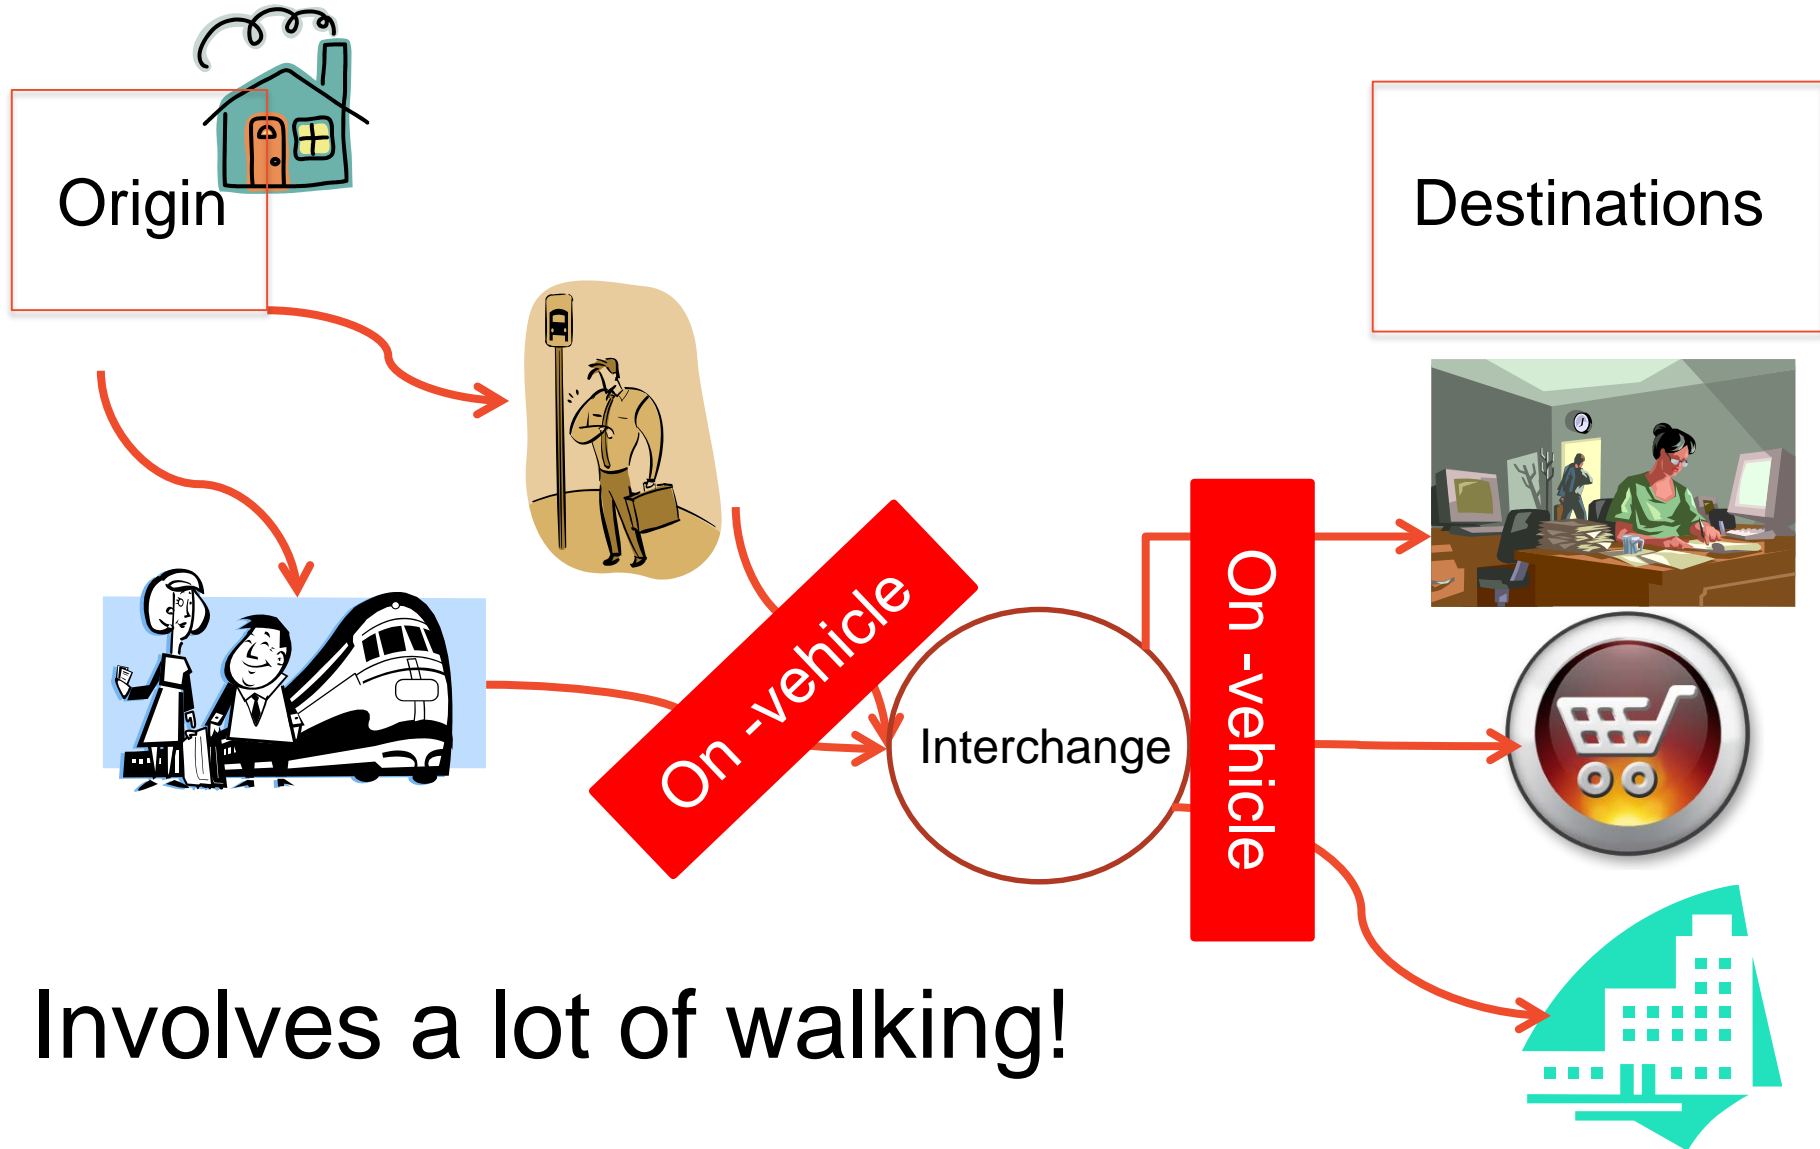 Origin
Destinations
On -vehicle
Interchange
On -vehicle
Involves a lot of walking!